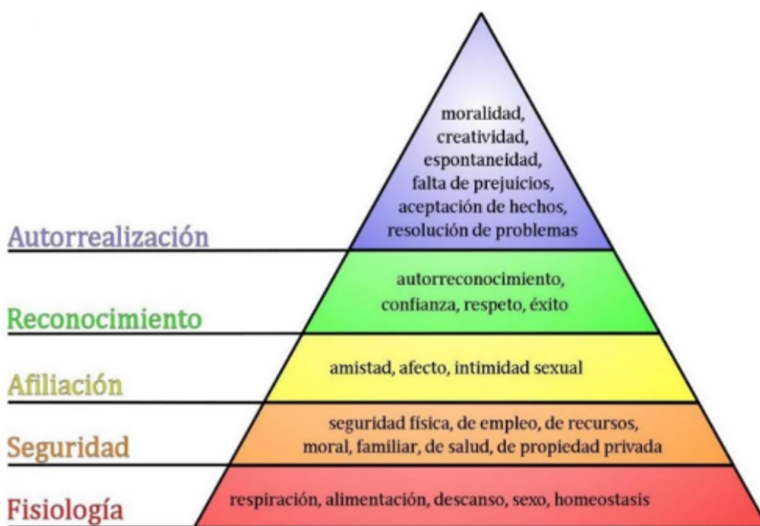 moralidad,
creatividad,
espontaneidad,
falta de prejuicios,
aceptación de hechos,
resolución de problemas
Autorrealización
autorreconocimiento,
confianza, respeto, éxito
Reconocimiento
amistad, afecto, intimidad sexual
Afiliación
seguridad física, de empleo, de recursos,
moral, familiar, de salud, de propiedad privada
Seguridad
respiración, alimentación, descanso, sexo, homeostasis
Fisiología